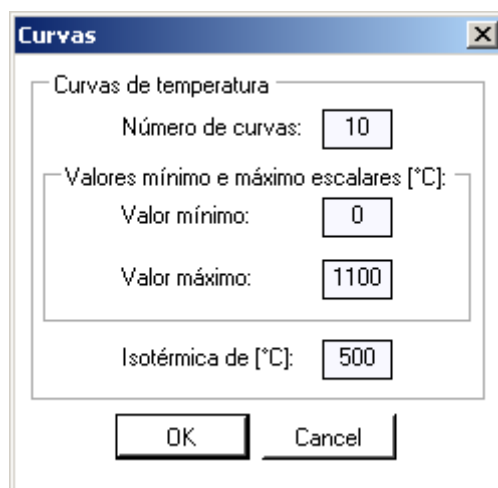 Curvas
Curvas de temperatura
Número de curvas: 10
Valores mínimo e máximo escalares [°C]:
Valor mínimo: 0
Valor máximo: 1100
Isotérmica de [°C]: 500
OK Cancel